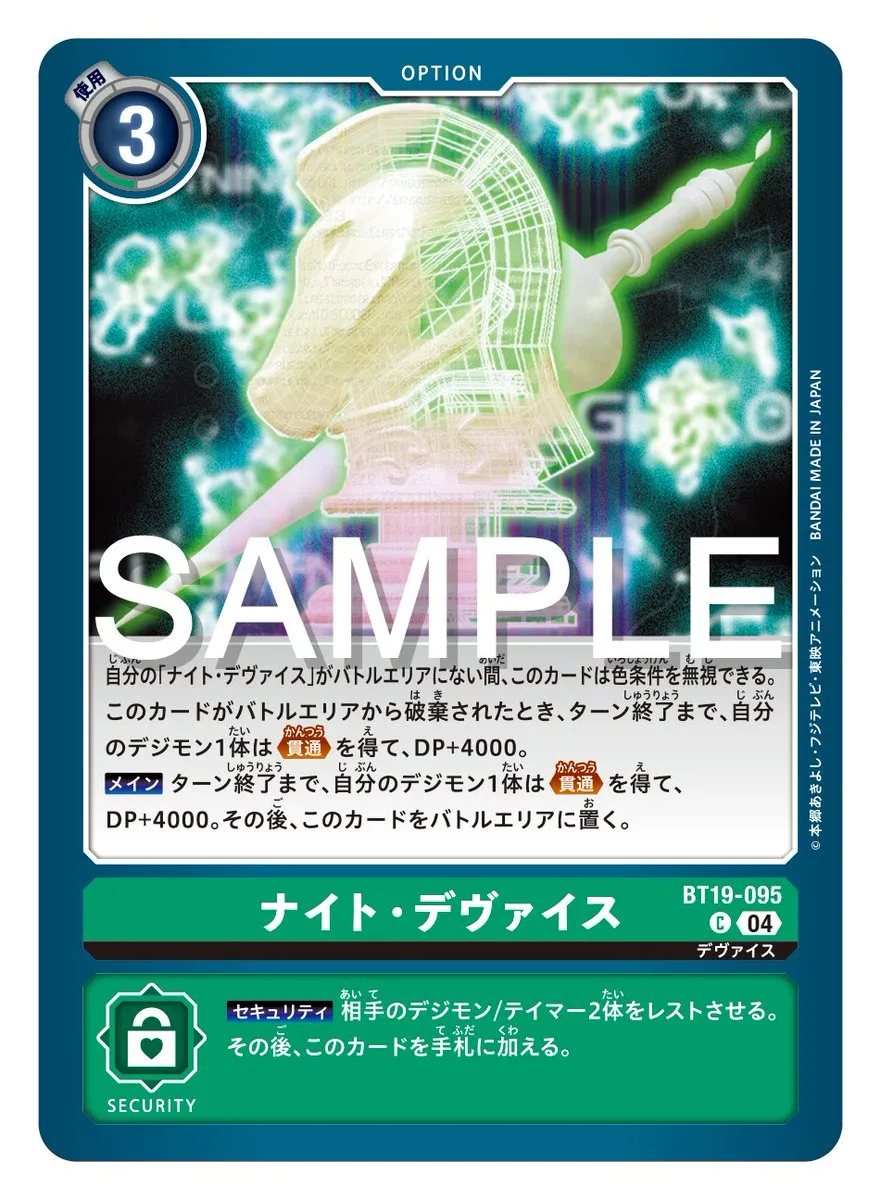 OPTION
使用
3
SAMPLE
自分の「ナイト・デヴァイス」がバトルエリアにない間、このカードは色条件を無視できる。
このカードがバトルエリアから破棄されたとき、ターン終了まで、自分
のデジモン1体は 貫通 を得て、DP+4000。
メイン ターン終了まで、自分のデジモン1体は 貫通 を得て、
DP+4000。その後、このカードをバトルエリアに置く。
©本郷あきよし・フジテレビ・東映アニメーション BANDAI MADE IN JAPAN
ナイト・デヴァイス
BT19-095
C 04
デヴァイス
セキュリティ 相手のデジモン/テイマー2体をレストさせる。
その後、このカードを手札に加える。
SECURITY